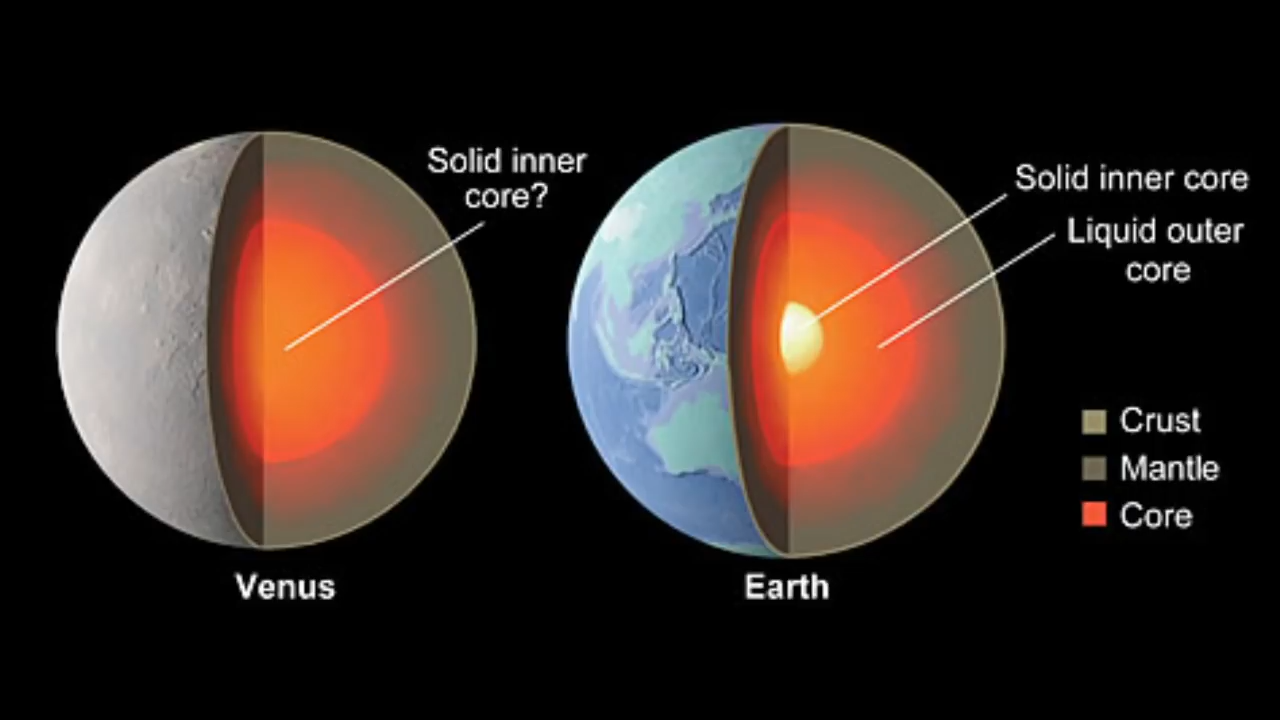 Solid inner
core?
Solid inner core
Liquid outer
core
Crust
Mantle
Core
Venus
Earth